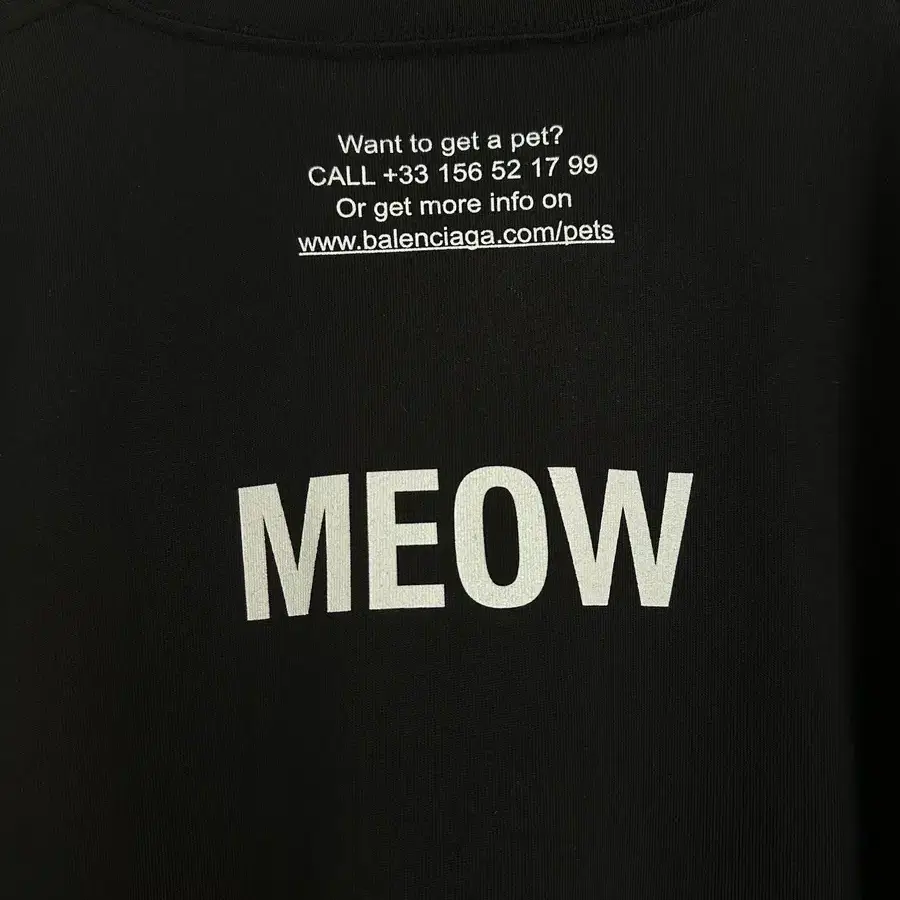 Want to get a pet?
CALL +33 156 52 17 99
Or get more info on
www.balenciaga.com/pets
MEOW